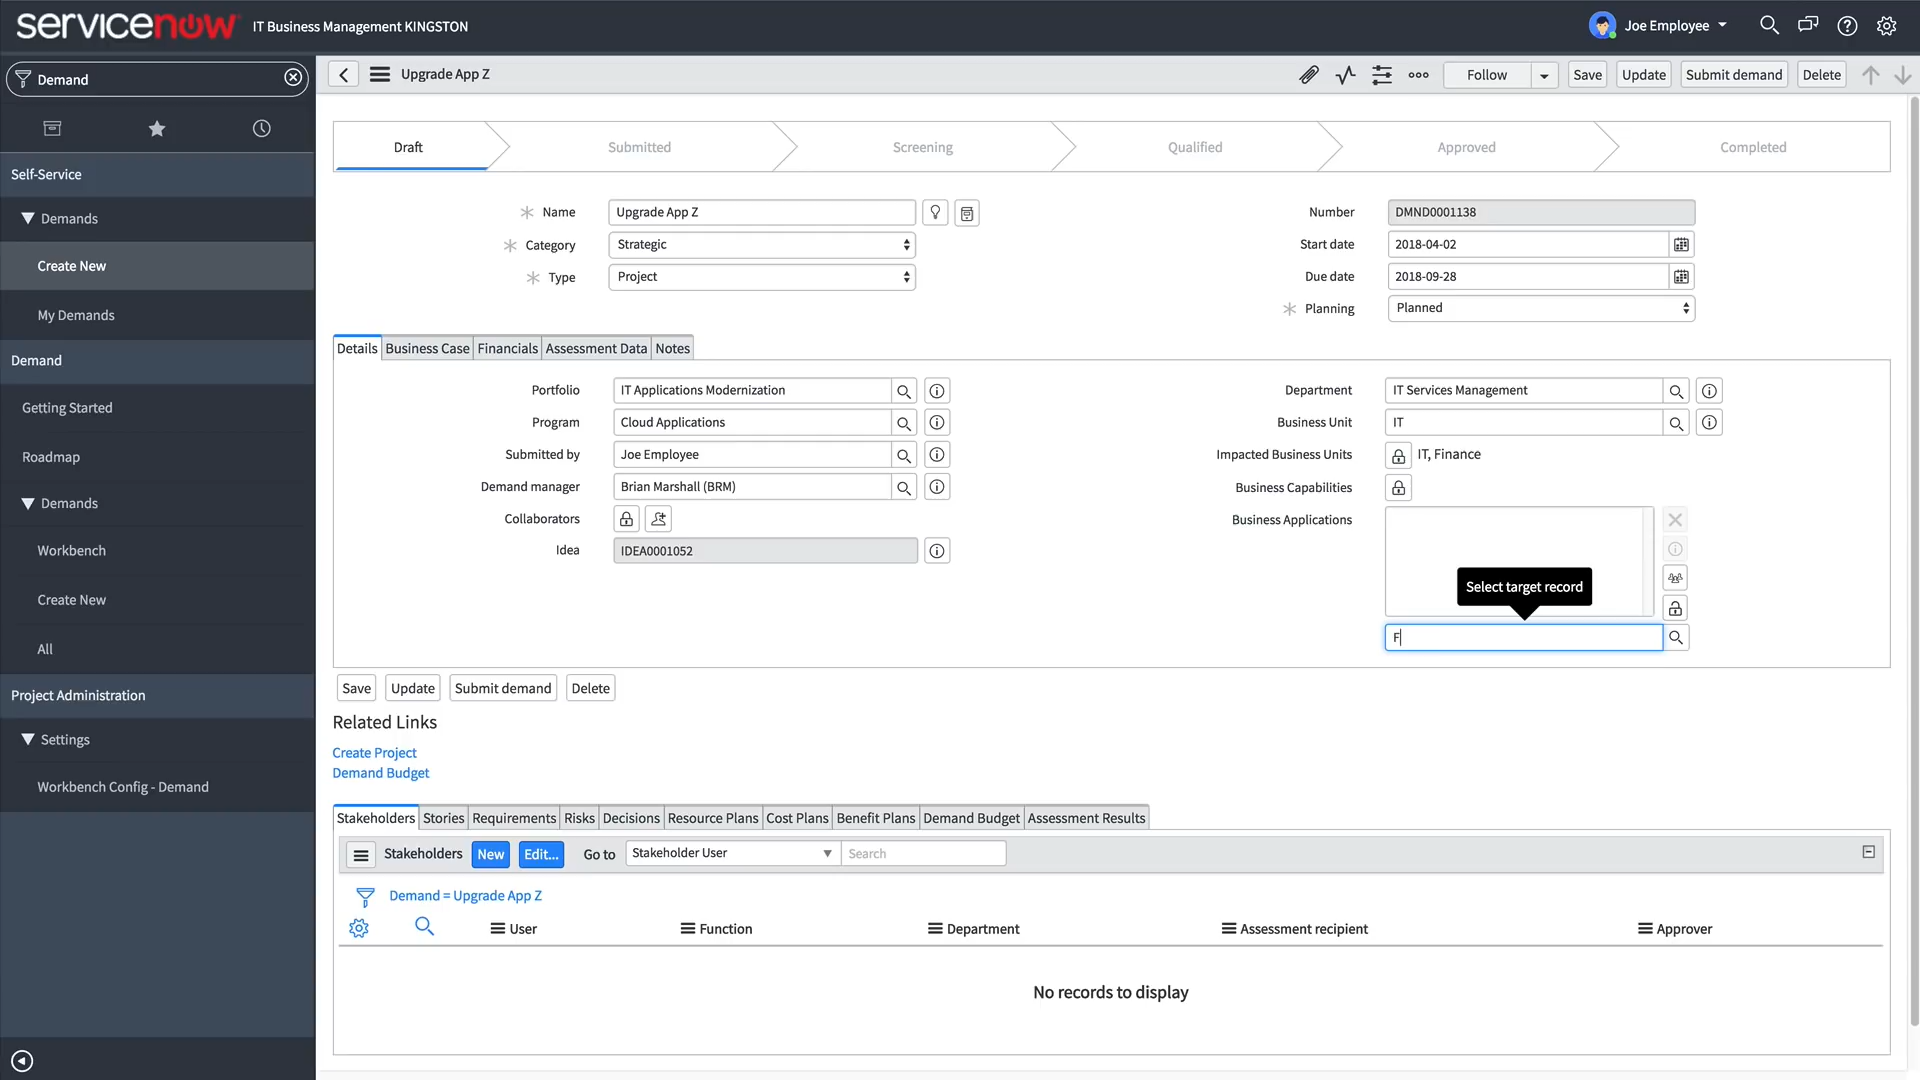 servicenow IT Business Management KINGSTON
Joe Employee
Demand
Upgrade App Z
Follow Save Update Submit demand Delete
Draft Submitted Screening Qualified Approved Completed
Self-Service
Demands
Create New
My Demands
Demand
Getting Started
Roadmap
Demands
Workbench
Create New
All
Project Administration
Settings
Workbench Config - Demand
Name Upgrade App Z
Category Strategic
Type Project
Number DMND0001138
Start date 2018-04-02
Due date 2018-09-28
Planning Planned
Details Business Case Financials Assessment Data Notes
Portfolio IT Applications Modernization
Program Cloud Applications
Submitted by Joe Employee
Demand manager Brian Marshall (BRM)
Collaborators
Idea IDEA0001052
Department IT Services Management
Business Unit IT
Impacted Business Units IT, Finance
Business Capabilities
Business Applications
Select target record
F
Save Update Submit demand Delete
Related Links
Create Project
Demand Budget
Stakeholders Stories Requirements Risks Decisions Resource Plans Cost Plans Benefit Plans Demand Budget Assessment Results
Stakeholders New Edit... Go to Stakeholder User Search
Demand = Upgrade App Z
User Function Department Assessment recipient Approver
No records to display